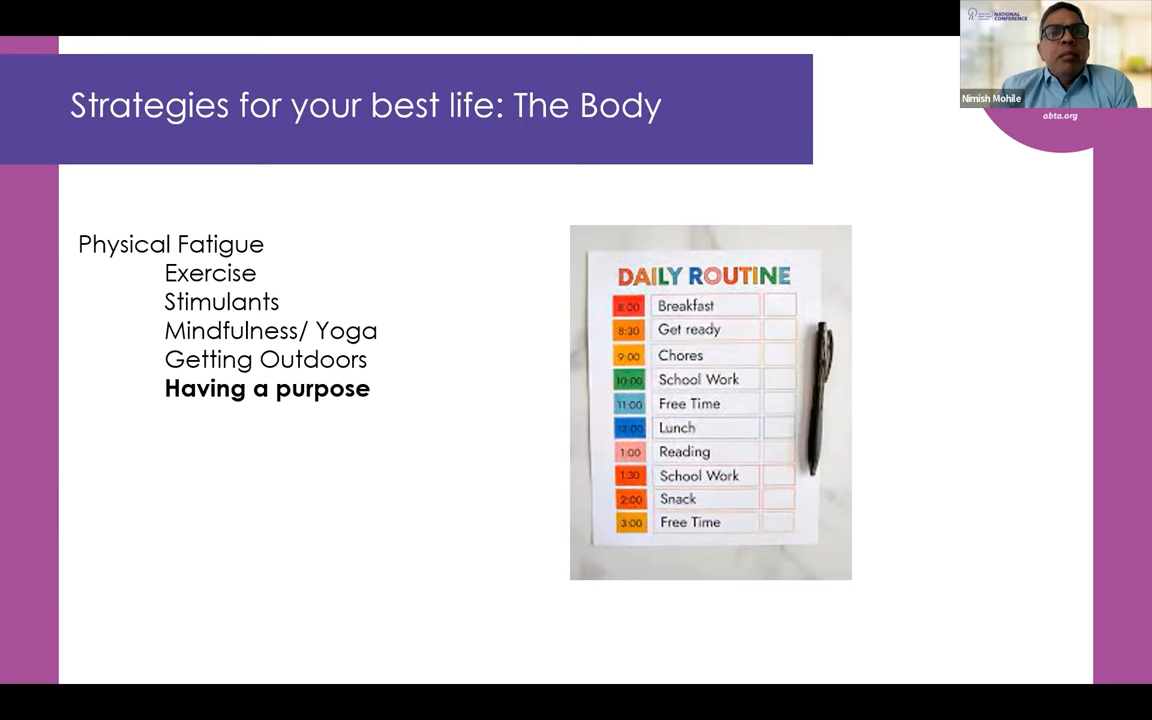 NATIONAL
CONFERENCE
Nimish Mohile
abta.org
Strategies for your best life: The Body
Physical Fatigue
Exercise
Stimulants
Mindfulness/ Yoga
Getting Outdoors
Having a purpose
DAILY ROUTINE
8:00 Breakfast
8:30 Get ready
9:00 Chores
10:00 School Work
11:00 Free Time
12:00 Lunch
1:00 Reading
1:30 School Work
2:00 Snack
3:00 Free Time